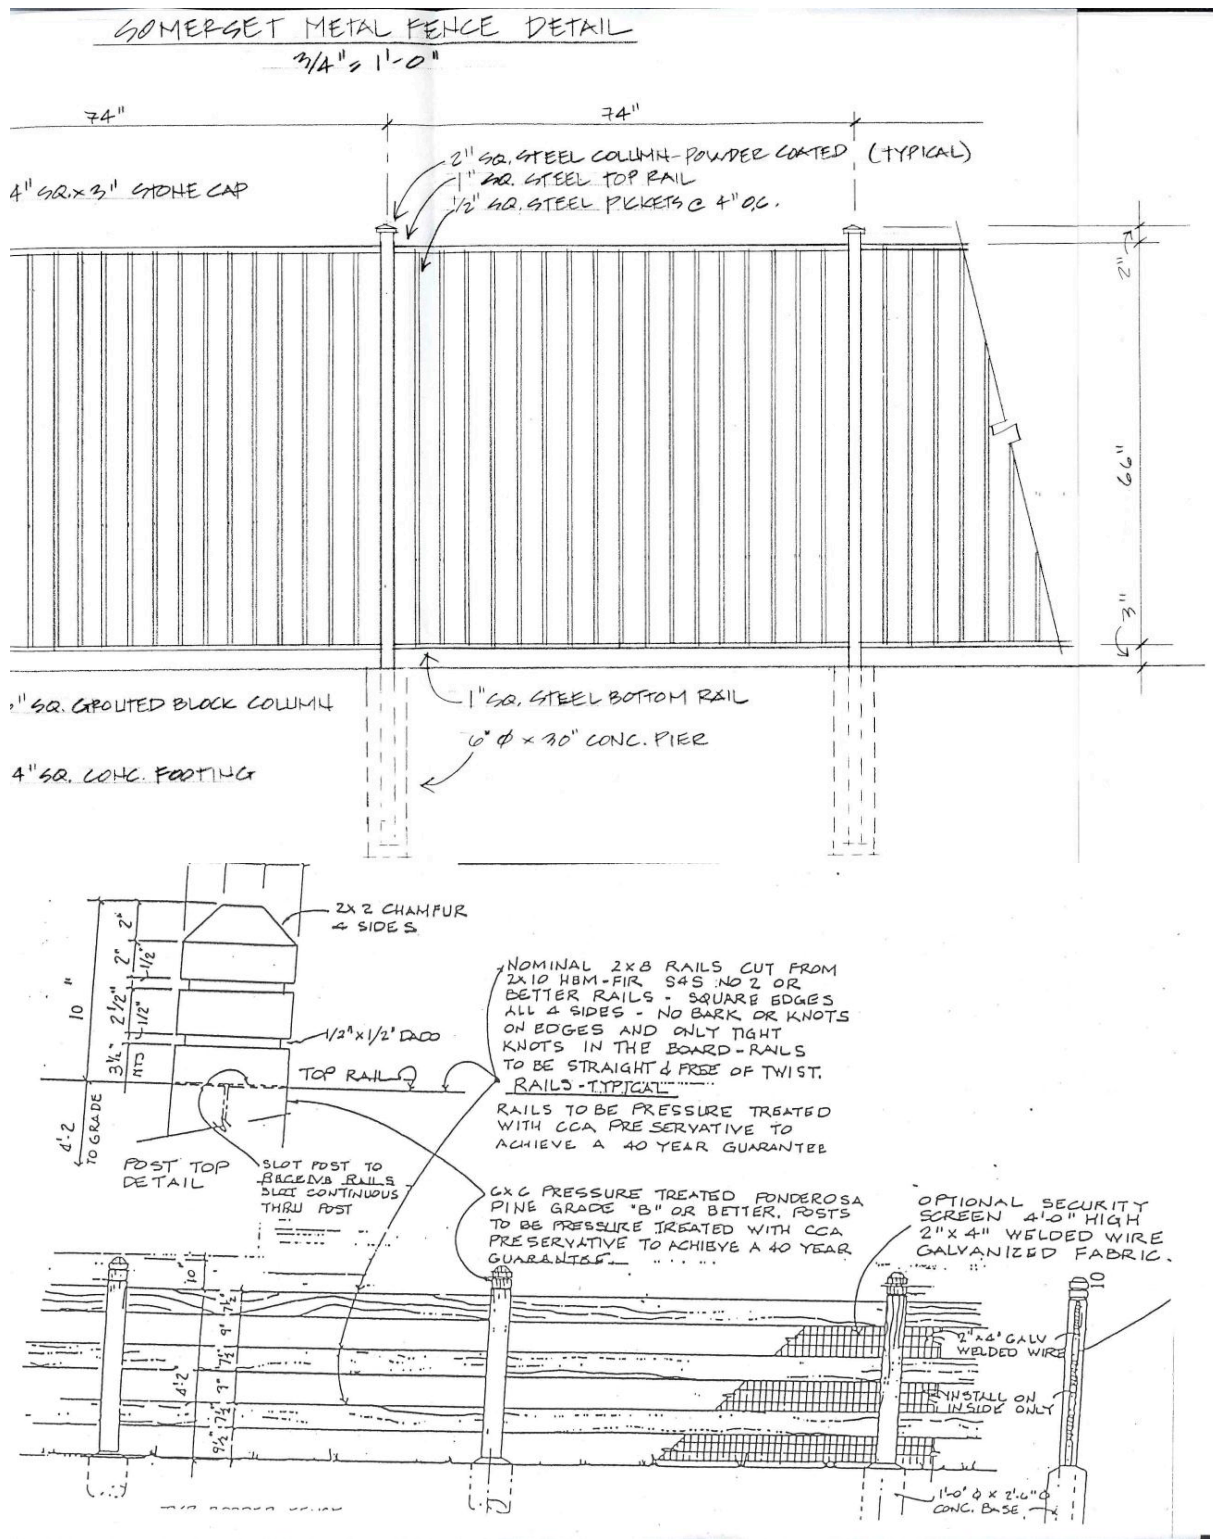 SOMERSET METAL FENCE DETAIL
3/4" = 1'-0"
74"
74"
2" SQ. STEEL COLUMN-POWDER COATED (TYPICAL)
1" SQ. STEEL TOP RAIL
1/2" SQ. STEEL PICKETS @ 4" O.C.
4" SQ. x 3" STONE CAP
2"
66"
3"
" SQ. GROUTED BLOCK COLUMN
1" SQ. STEEL BOTTOM RAIL
6" Ø x 30" CONC. PIER
4" SQ. CONC. FOOTING
2X2 CHAMFUR
4 SIDES
2"
2"
1/2"
10"
2 1/2"
1/2"
3 1/2"
NTS
1/2" x 1/2" DADO
TOP RAIL
4'-2
TO GRADE
POST TOP
DETAIL
SLOT POST TO
RECEIVE RAILS
SLOT CONTINUOUS
THRU POST
NOMINAL 2x8 RAILS CUT FROM
2X10 HEM-FIR S4S NO 2 OR
BETTER RAILS - SQUARE EDGES
ALL 4 SIDES - NO BARK OR KNOTS
ON EDGES AND ONLY TIGHT
KNOTS IN THE BOARD-RAILS
TO BE STRAIGHT & FREE OF TWIST.
RAILS-TYPICAL
RAILS TO BE PRESSURE TREATED
WITH CCA PRESERVATIVE TO
ACHIEVE A 40 YEAR GUARANTEE
6X6 PRESSURE TREATED PONDEROSA
PINE GRADE "B" OR BETTER. POSTS
TO BE PRESSURE TREATED WITH CCA
PRESERVATIVE TO ACHIEVE A 40 YEAR
GUARANTEE
OPTIONAL SECURITY
SCREEN 4'-0" HIGH
2" x 4" WELDED WIRE
GALVANIZED FABRIC.
10"
7 1/2"
9"
7 1/2"
4'-2
9"
7 1/2"
9 1/2"
10
2"x4" GALV
WELDED WIRE
INSTALL ON
INSIDE ONLY
1'-0" Ø x 2'-6"
CONC. BASE